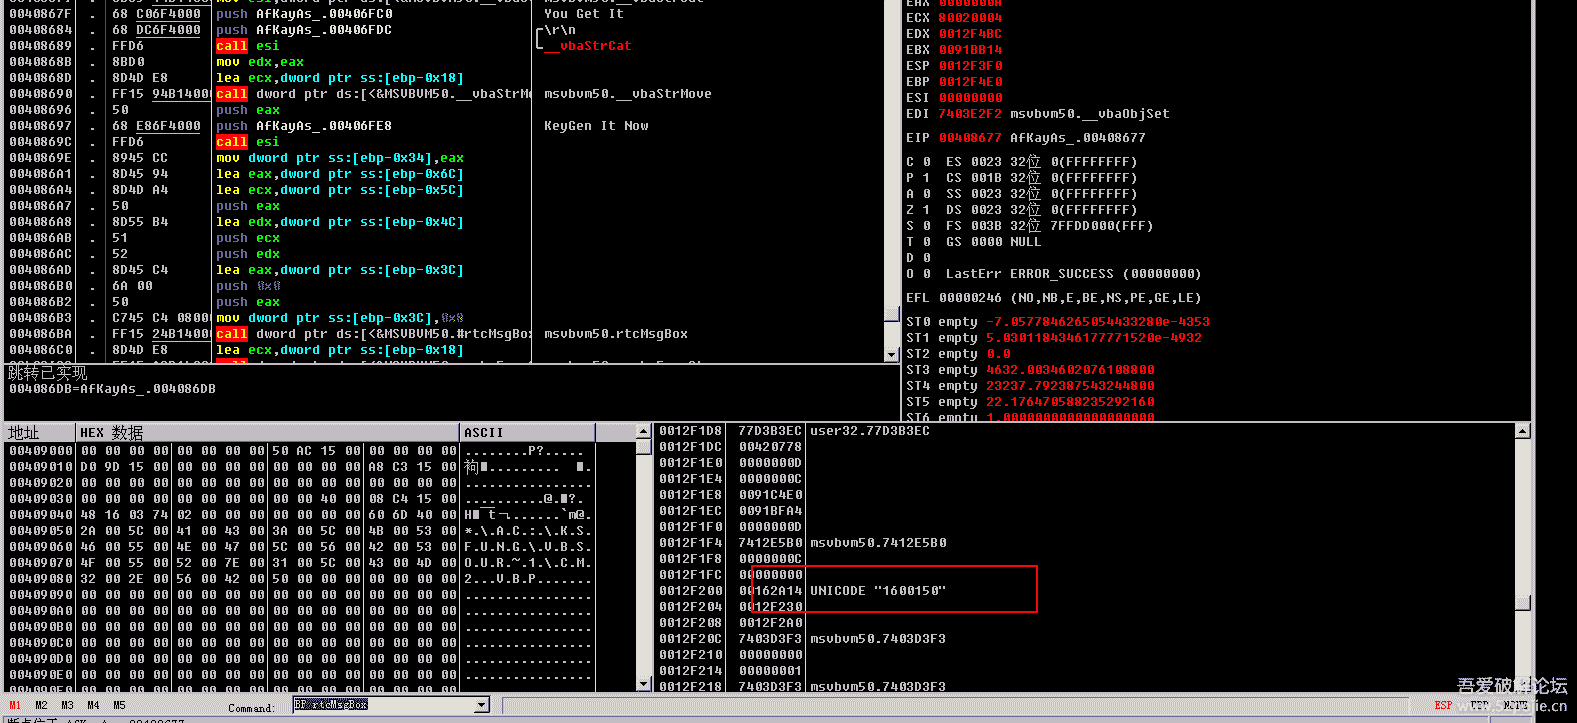 0040867F . 68 C06F4000 push AfKayAs_.00406FC0 You Get It
00408684 . 68 DC6F4000 push AfKayAs_.00406FDC \r\n
00408689 . FFD6 call esi __vbaStrCat
0040868B . 8BD0 mov edx,eax
0040868D . 8D4D E8 lea ecx,dword ptr ss:[ebp-0x18]
00408690 . FF15 94B14000 call dword ptr ds:[<&MSVBVM50.__vbaStrMo msvbvm50.__vbaStrMove
00408696 . 50 push eax
00408697 . 68 E86F4000 push AfKayAs_.00406FE8 KeyGen It Now
0040869C . FFD6 call esi
0040869E . 8945 CC mov dword ptr ss:[ebp-0x34],eax
004086A1 . 8D45 94 lea eax,dword ptr ss:[ebp-0x6C]
004086A4 . 8D4D A4 lea ecx,dword ptr ss:[ebp-0x5C]
004086A7 . 50 push eax
004086A8 . 8D55 B4 lea edx,dword ptr ss:[ebp-0x4C]
004086AB . 51 push ecx
004086AC . 52 push edx
004086AD . 8D45 C4 lea eax,dword ptr ss:[ebp-0x3C]
004086B0 . 6A 00 push 0x0
004086B2 . 50 push eax
004086B3 . C745 C4 0800 mov dword ptr ss:[ebp-0x3C],0x8
004086BA . FF15 24B14000 call dword ptr ds:[<&MSVBVM50.#rtcMsgBox msvbvm50.rtcMsgBox
004086C0 . 8D4D E8 lea ecx,dword ptr ss:[ebp-0x18]
跳转已实现
004086DB=AfKayAs_.004086DB
ECX 80020004
EDX 0012F4BC
EBX 0091BB14
ESP 0012F3F0
EBP 0012F4E0
ESI 00000000
EDI 7403E2F2 msvbvm50.__vbaObjSet
EIP 00408677 AfKayAs_.00408677
C 0 ES 0023 32位 0(FFFFFFFF)
P 1 CS 001B 32位 0(FFFFFFFF)
A 0 SS 0023 32位 0(FFFFFFFF)
Z 1 DS 0023 32位 0(FFFFFFFF)
S 0 FS 003B 32位 7FFDD000(FFF)
T 0 GS 0000 NULL
D 0
O 0 LastErr ERROR_SUCCESS (00000000)
EFL 00000246 (NO,NB,E,BE,NS,PE,GE,LE)
ST0 empty -7.0577846265054433280e-4353
ST1 empty 5.0301184346177771520e-4932
ST2 empty 0.0
ST3 empty 4632.0034602076108800
ST4 empty 23237.792387543244800
ST5 empty 22.176470588235292160
ST6 empty 1.0000000000000000000
地址 HEX 数据 ASCII
00409000 00 00 00 00 00 00 00 00 50 AC 15 00 00 00 00 00 ........P?.....
00409010 D0 9D 15 00 00 00 00 00 00 00 00 00 A8 C3 15 00
00409020 00 00 00 00 00 00 00 00 00 00 00 00 00 00 00 00 ................
00409030 00 00 00 00 00 00 00 00 00 00 40 00 08 C4 15 00
00409040 48 16 03 74 02 00 00 00 00 00 00 00 60 6D 40 00
00409050 2A 00 5C 00 41 00 43 00 3A 00 5C 00 4B 00 53 00 *.\.A.C.:.\.K.S.
00409060 46 00 55 00 4E 00 47 00 5C 00 56 00 42 00 53 00 F.U.N.G.\.V.B.S.
00409070 4F 00 55 00 52 00 7E 00 31 00 5C 00 43 00 4D 00 O.U.R.~.1.\.C.M.
00409080 32 00 2E 00 56 00 42 00 50 00 00 00 00 00 00 00 2...V.B.P.......
00409090 00 00 00 00 00 00 00 00 00 00 00 00 00 00 00 00 ................
004090A0 00 00 00 00 00 00 00 00 00 00 00 00 00 00 00 00 ................
004090B0 00 00 00 00 00 00 00 00 00 00 00 00 00 00 00 00 ................
004090C0 00 00 00 00 00 00 00 00 00 00 00 00 00 00 00 00 ................
004090D0 00 00 00 00 00 00 00 00 00 00 00 00 00 00 00 00 ................
004090E0 00 00 00 00 00 00 00 00 00 00 00 00 00 00 00 00 ................
0012F1D8 77D3B3EC user32.77D3B3EC
0012F1DC 00420778
0012F1E0 0000000D
0012F1E4 0000000C
0012F1E8 0091C4E0
0012F1EC 0091BFA4
0012F1F0 0000000D
0012F1F4 7412E5B0 msvbvm50.7412E5B0
0012F1F8 0000000C
0012F1FC 00000000
0012F200 00162A14 UNICODE "1600150"
0012F204 0012F230
0012F208 0012F2A0
0012F20C 7403D3F3 msvbvm50.7403D3F3
0012F210 00000000
0012F214 00000001
0012F218 7403D3F3 msvbvm50.7403D3F3
M1 M2 M3 M4 M5 Command: BP rtcMsgBox ESP EBP NONE
吾爱破解论坛
www.52pojie.cn